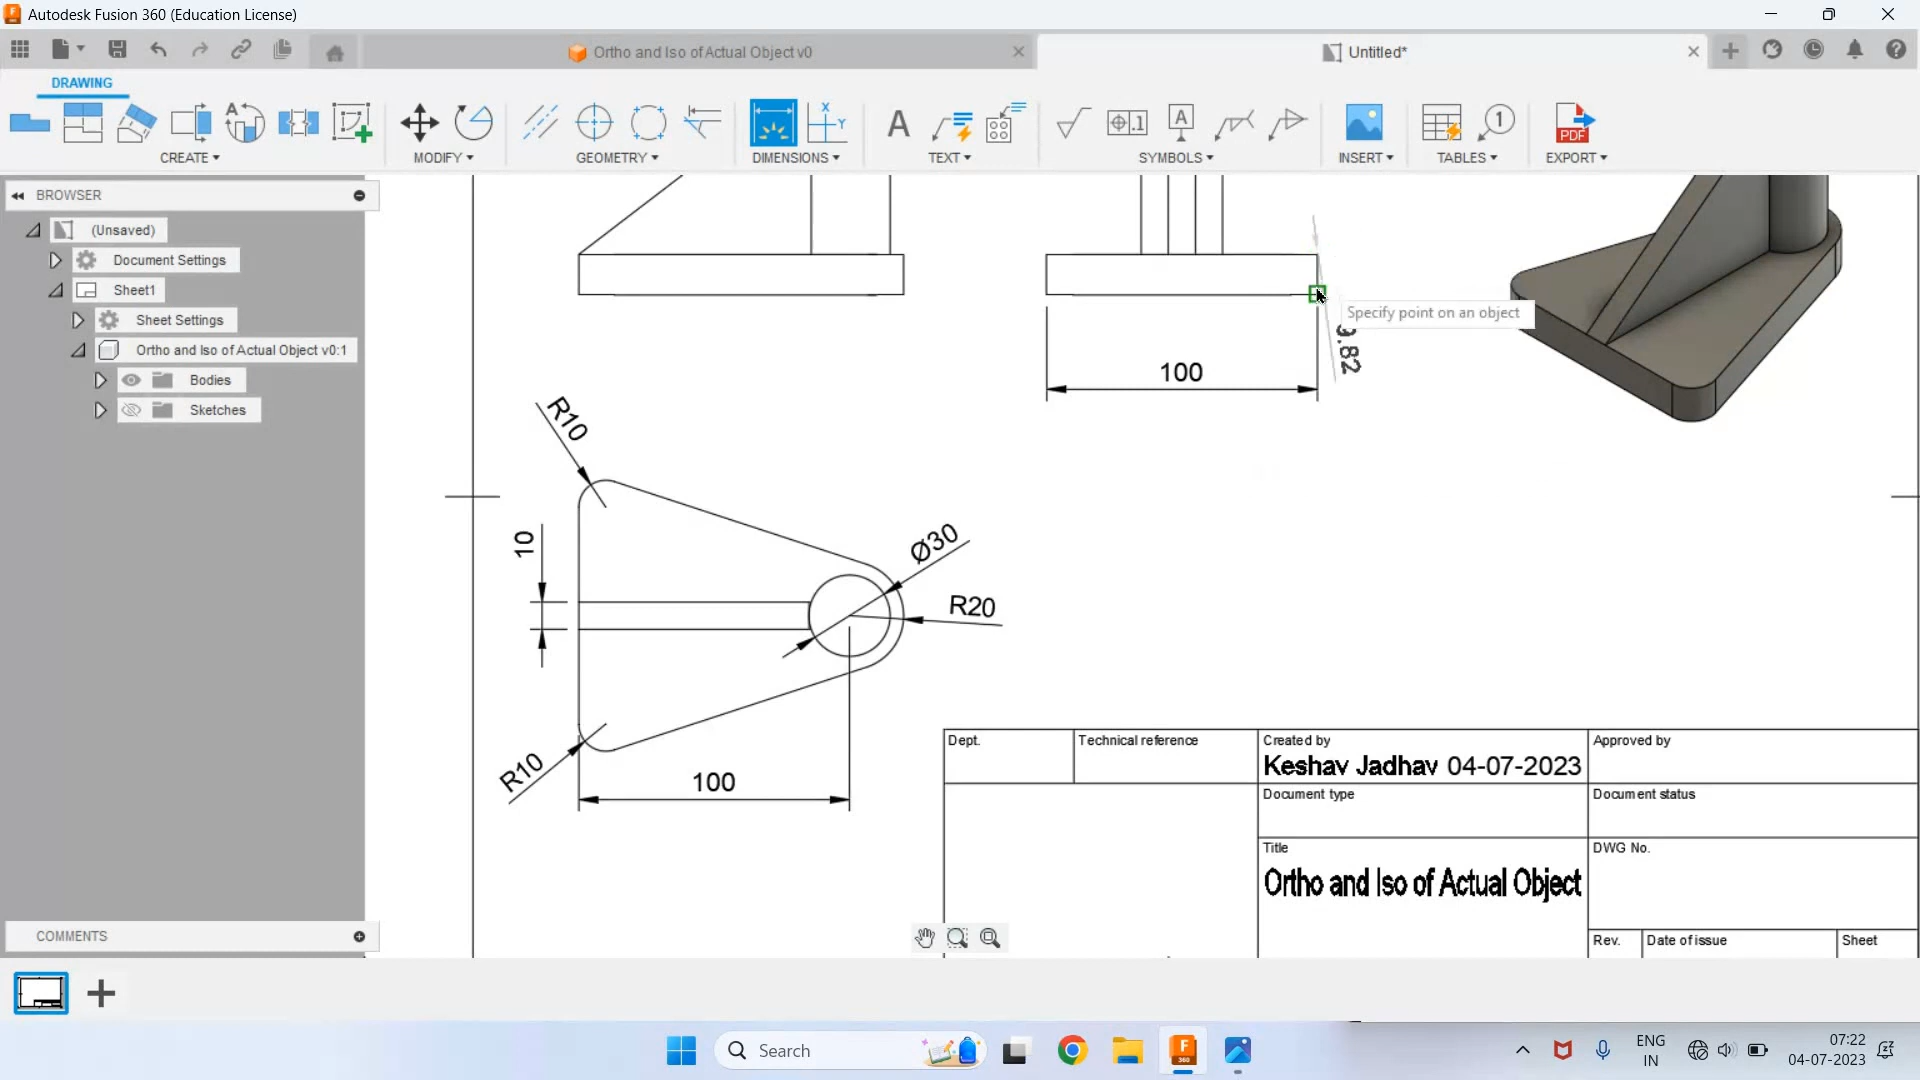 Autodesk Fusion 360 (Education License)
Ortho and Iso of Actual Object v0
Untitled*
DRAWING
CREATE
MODIFY
GEOMETRY
DIMENSIONS
TEXT
SYMBOLS
INSERT
TABLES
EXPORT
BROWSER
(Unsaved)
Document Settings
Sheet1
Sheet Settings
Ortho and Iso of Actual Object v0:1
Bodies
Sketches
Specify point on an object
100
R10
10
Ø30
R20
R10
100
Dept.
Technical reference
Created by
Approved by
Keshav Jadhav 04-07-2023
Document type
Document status
Title
DWG No.
Ortho and Iso of Actual Object
Rev.
Date of issue
Sheet
COMMENTS
Search
ENG
IN
07:22
04-07-2023